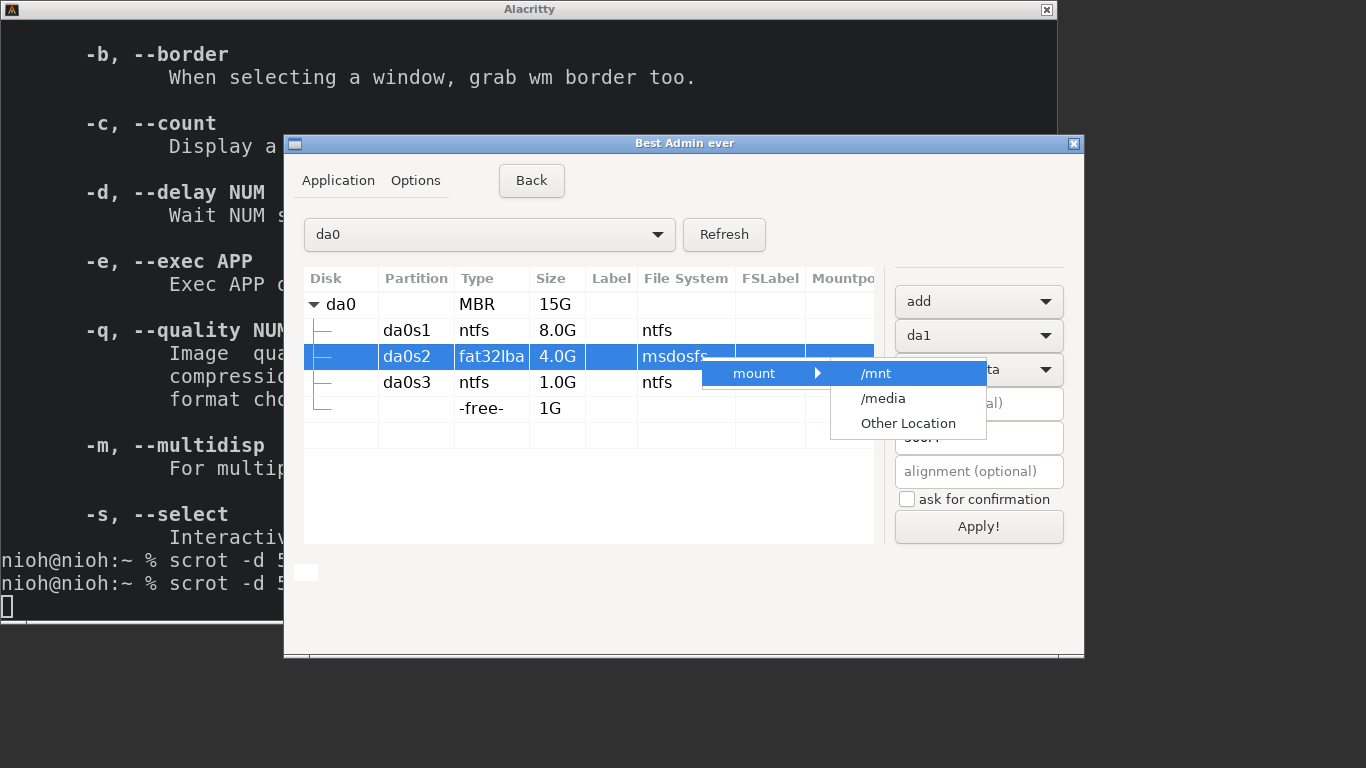 Alacritty
-b, --border
When selecting a window, grab wm border too.
-c, --count
Display a
-d, --delay NUM
Wait NUM
-e, --exec APP
Exec APP
-q, --quality NUM
Image qua
compressio
format cho
-m, --multidisp
For multip
-s, --select
Interactiv
nioh@nioh:~ % scrot -d 5
nioh@nioh:~ % scrot -d 5
Best Admin ever
Application Options Back
da0 Refresh
Disk Partition Type Size Label File System FSLabel Mountpo
da0 MBR 15G
da0s1 ntfs 8.0G ntfs
da0s2 fat32lba 4.0G msdosfs
da0s3 ntfs 1.0G ntfs
-free- 1G
mount
/mnt
/media
Other Location
add
da1
ta
al)
alignment (optional)
ask for confirmation
Apply!